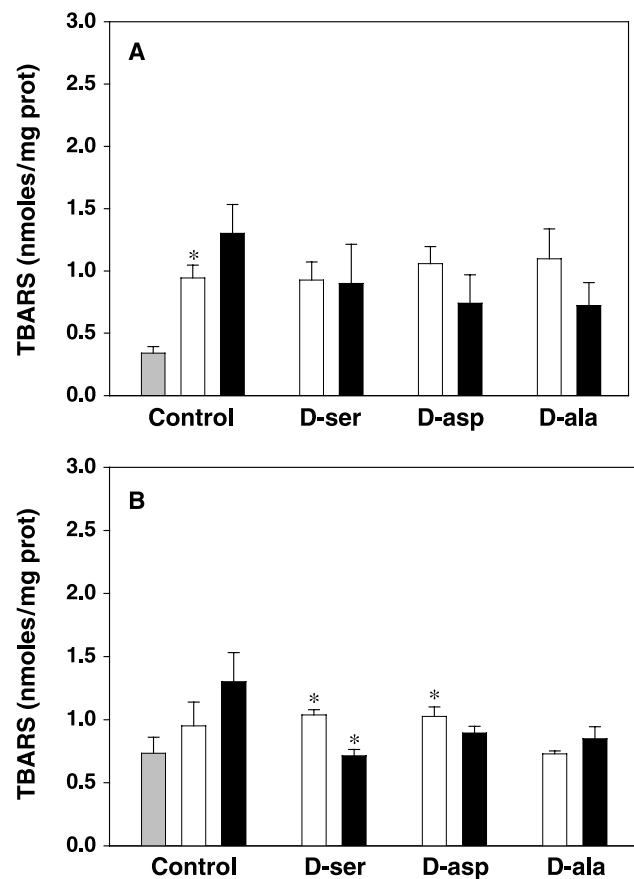 3.0
A
2.5
2.0
1.5
*
1.0
0.5
0.0
TBARS (nmoles/mg prot)
Control D-ser D-asp D-ala
3.0
B
2.5
2.0
1.5
* *
1.0
*
0.5
0.0
TBARS (nmoles/mg prot)
Control D-ser D-asp D-ala